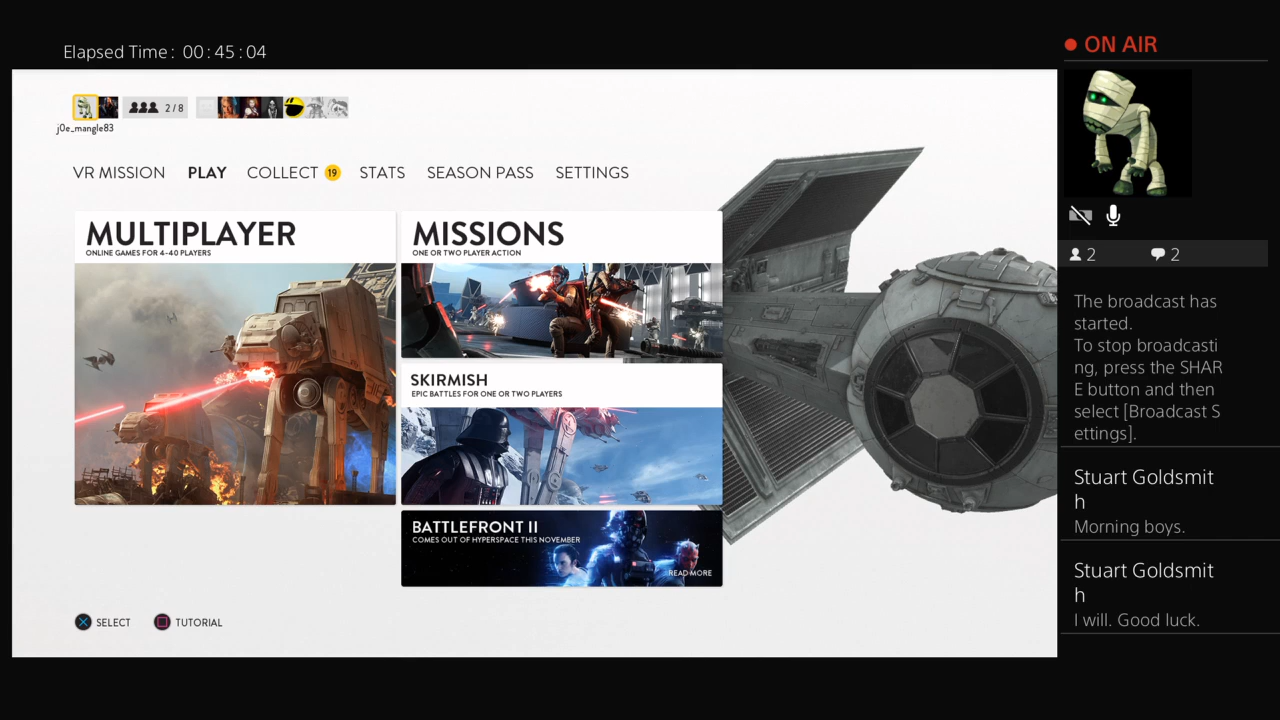 Elapsed Time: 00:45:04
ON AIR
2/8
j0e_mangle83
VR MISSION PLAY COLLECT 19 STATS SEASON PASS SETTINGS
MULTIPLAYER
ONLINE GAMES FOR 4-40 PLAYERS
MISSIONS
ONE OR TWO PLAYER ACTION
SKIRMISH
EPIC BATTLES FOR ONE OR TWO PLAYERS
BATTLEFRONT II
COMES OUT OF HYPERSPACE THIS NOVEMBER
READ MORE
SELECT TUTORIAL
2 2
The broadcast has
started.
To stop broadcasti
ng, press the SHAR
E button and then
select [Broadcast S
ettings].
Stuart Goldsmit
h
Morning boys.
Stuart Goldsmit
h
I will. Good luck.